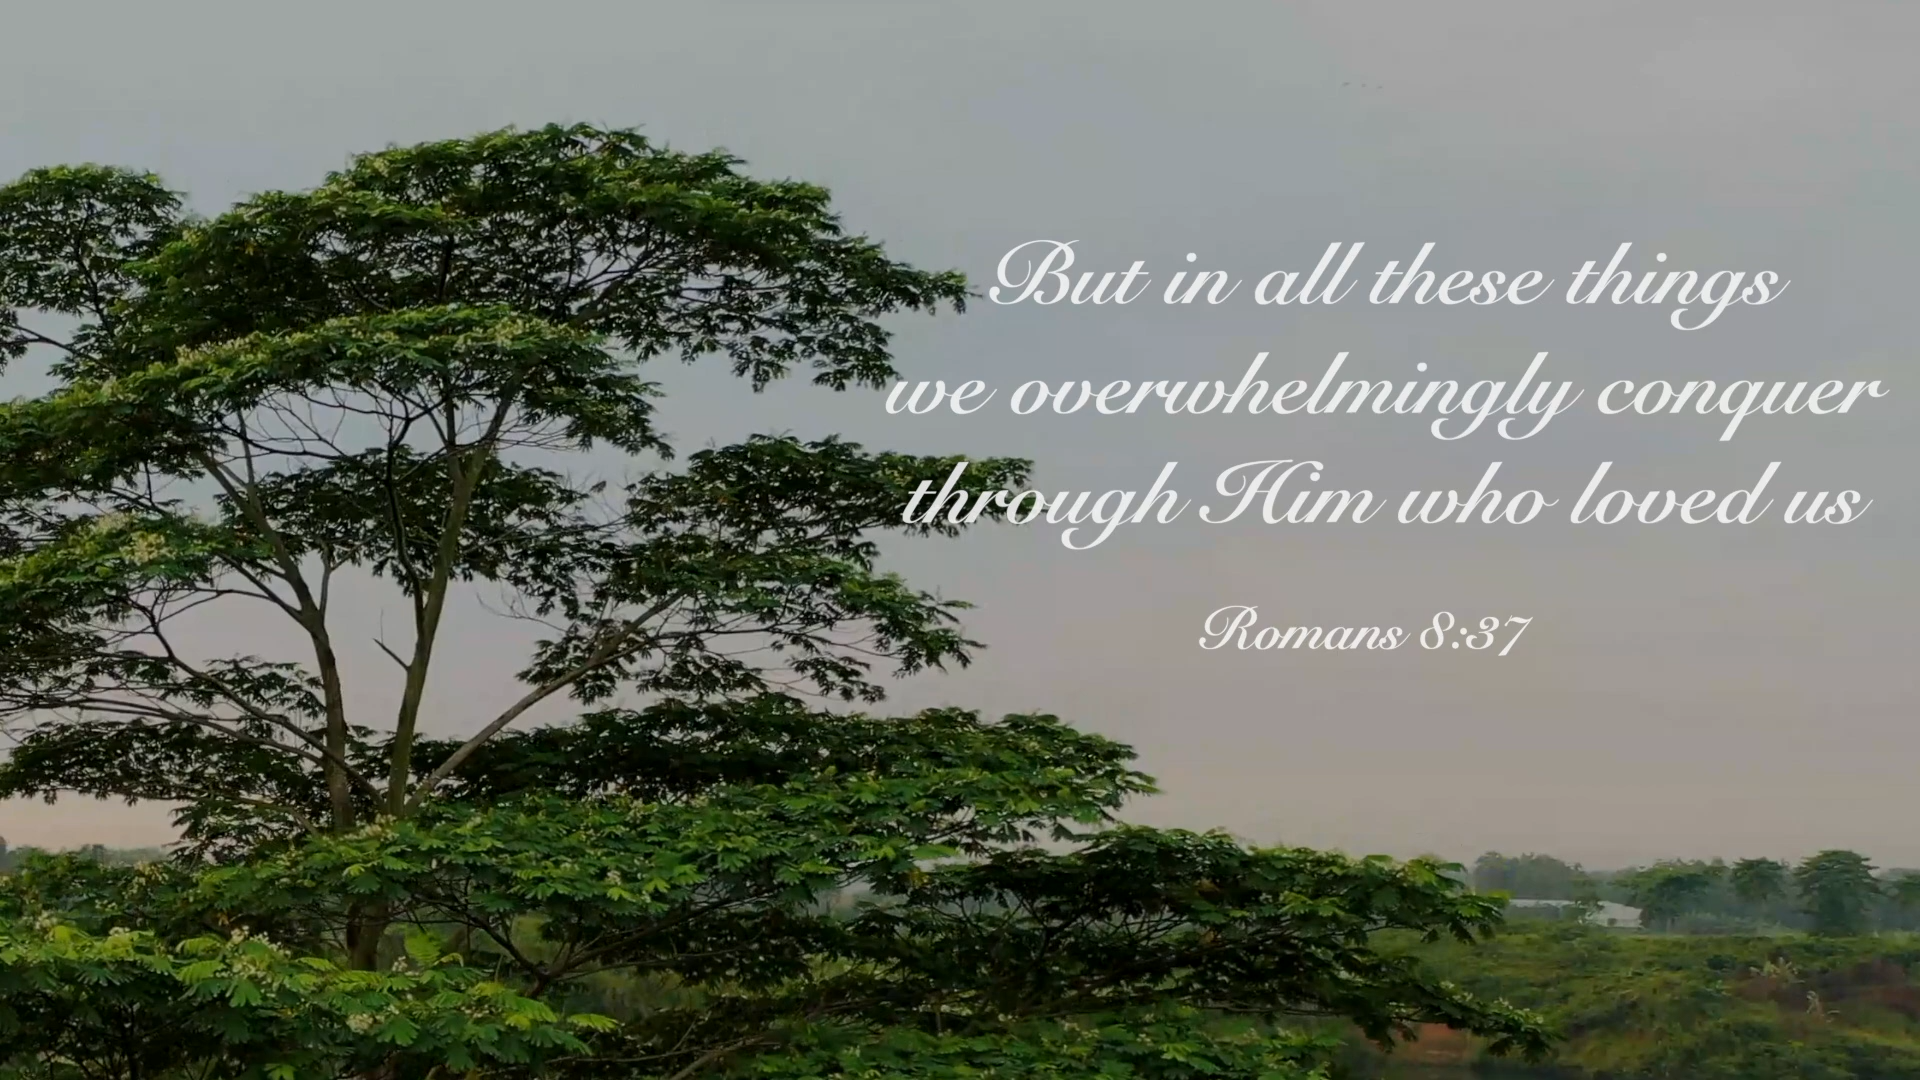 But in all these things
we overwhelmingly conquer
through Him who loved us
Romans 8:37